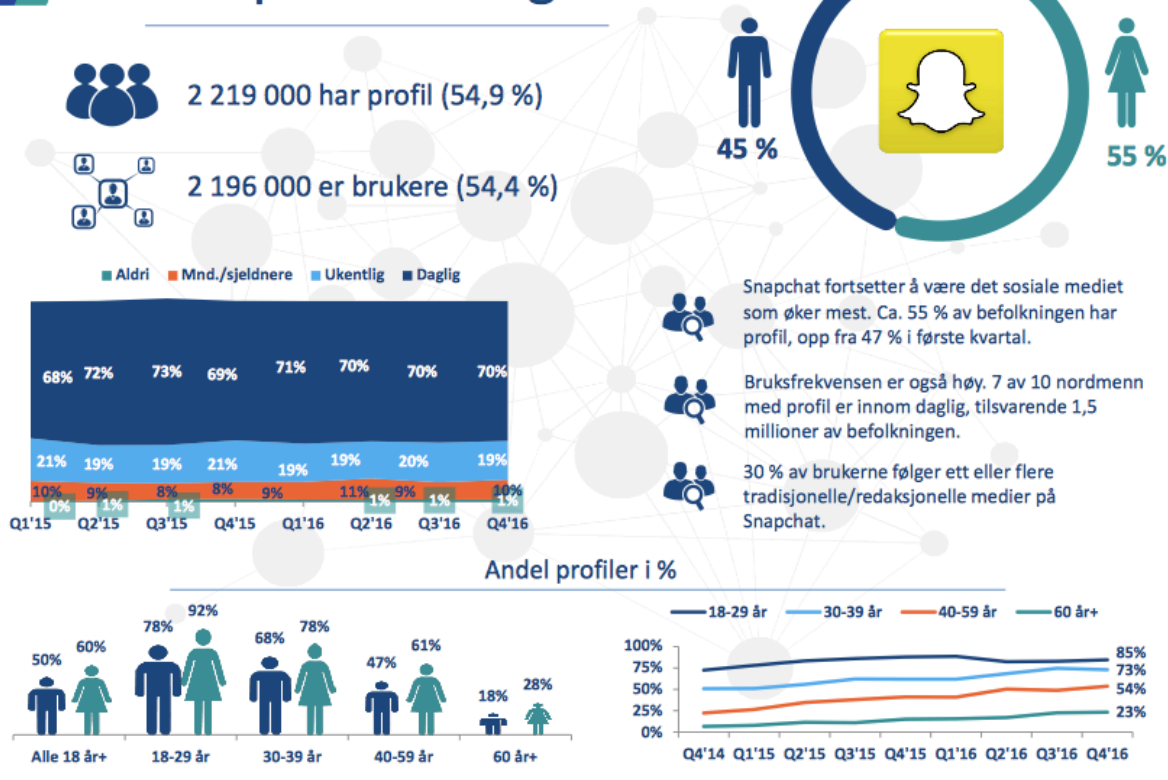 2 219 000 har profil (54,9 %)
2 196 000 er brukere (54,4 %)
45 %
55 %
Aldri Mnd./sjeldnere Ukentlig Daglig
68% 72% 73% 69% 71% 70% 70% 70%
21% 19% 19% 21% 19% 19% 20% 19%
10% 9% 8% 8% 9% 11% 9% 10%
0% 1% 1% 1% 1% 1%
Q1'15 Q2'15 Q3'15 Q4'15 Q1'16 Q2'16 Q3'16 Q4'16
Snapchat fortsetter å være det sosiale mediet
som øker mest. Ca. 55 % av befolkningen har
profil, opp fra 47 % i første kvartal.
Bruksfrekvensen er også høy. 7 av 10 nordmenn
med profil er innom daglig, tilsvarende 1,5
millioner av befolkningen.
30 % av brukerne følger ett eller flere
tradisjonelle/redaksjonelle medier på
Snapchat.
Andel profiler i %
50% 60% 78% 92% 68% 78% 47% 61% 18% 28%
Alle 18 år+ 18-29 år 30-39 år 40-59 år 60 år+
18-29 år 30-39 år 40-59 år 60 år+
100%
75%
50%
25%
0%
85%
73%
54%
23%
Q4'14 Q1'15 Q2'15 Q3'15 Q4'15 Q1'16 Q2'16 Q3'16 Q4'16